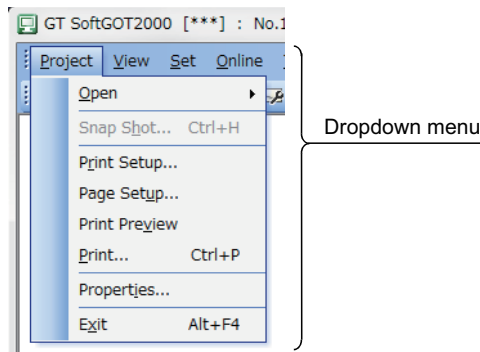 GT SoftGOT2000 [***] : No.1
Project View Set Online
Open
Snap Shot... Ctrl+H
Dropdown menu
Print Setup...
Page Setup...
Print Preview
Print... Ctrl+P
Properties...
Exit Alt+F4